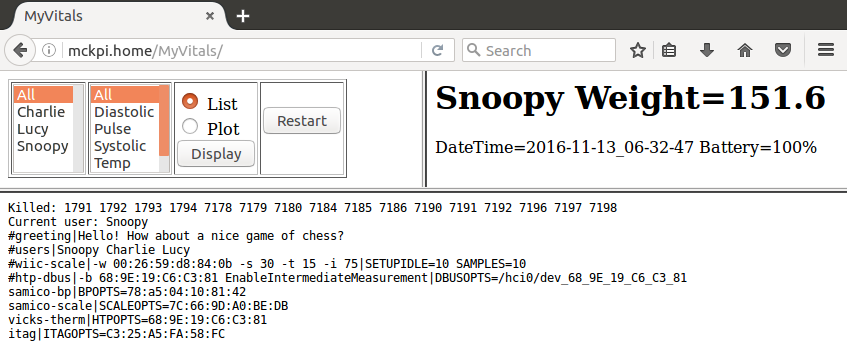 MyVitals
mckpi.home/MyVitals/
Search
All
Charlie
Lucy
Snoopy
All
Diastolic
Pulse
Systolic
Temp
List
Plot
Display
Restart
Snoopy Weight=151.6
DateTime=2016-11-13_06-32-47 Battery=100%
Killed: 1791 1792 1793 1794 7178 7179 7180 7184 7185 7186 7190 7191 7192 7196 7197 7198
Current user: Snoopy
#greeting|Hello! How about a nice game of chess?
#users|Snoopy Charlie Lucy
#wiic-scale|-w 00:26:59:d8:84:0b -s 30 -t 15 -i 75|SETUPIDLE=10 SAMPLES=10
#htp-dbus|-b 68:9E:19:C6:C3:81 EnableIntermediateMeasurement|DBUSOPTS=/hci0/dev_68_9E_19_C6_C3_81
samico-bp|BPOPTS=78:a5:04:10:81:42
samico-scale|SCALEOPTS=7C:66:9D:A0:BE:DB
vicks-therm|HTPOPTS=68:9E:19:C6:C3:81
itag|ITAGOPTS=C3:25:A5:FA:58:FC